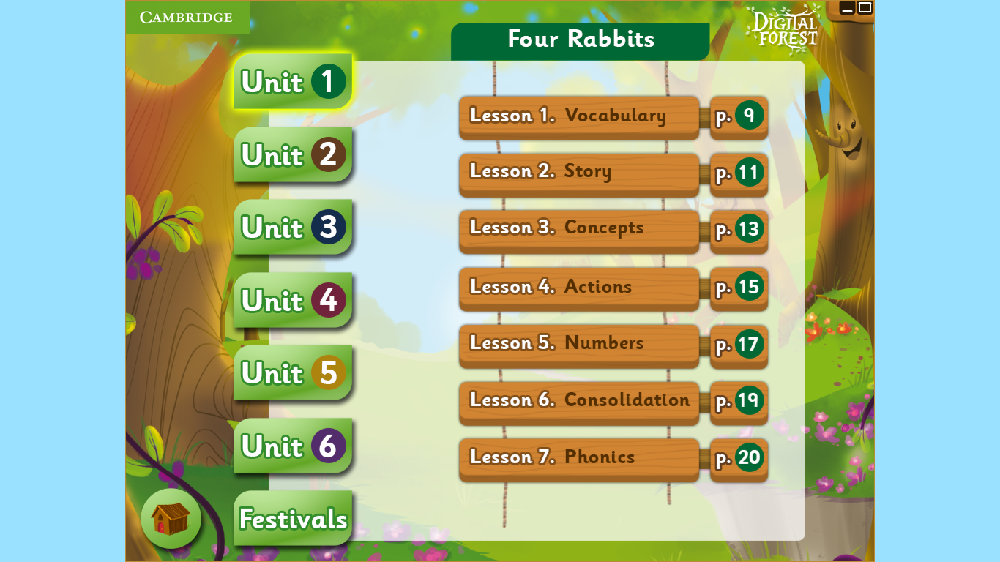 CAMBRIDGE
DIGITAL
FOREST
Four Rabbits
Unit 1
Unit 2
Unit 3
Unit 4
Unit 5
Unit 6
Festivals
Lesson 1. Vocabulary p. 9
Lesson 2. Story p. 11
Lesson 3. Concepts p. 13
Lesson 4. Actions p. 15
Lesson 5. Numbers p. 17
Lesson 6. Consolidation p. 19
Lesson 7. Phonics p. 20